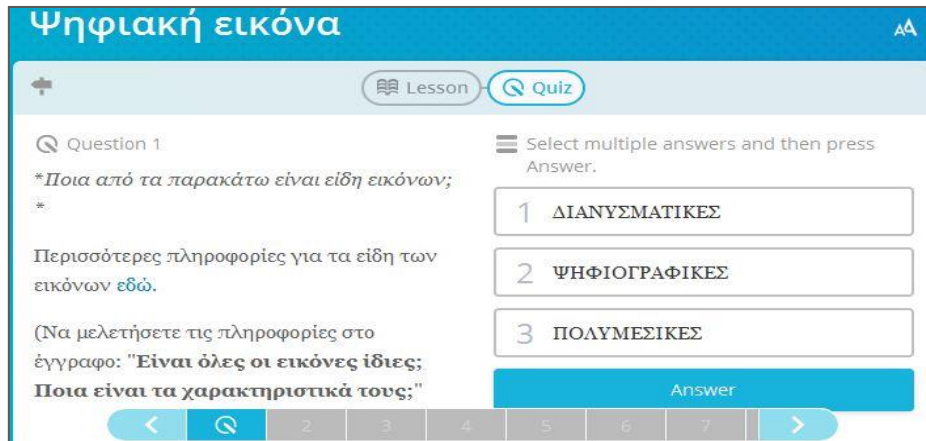 Ψηφιακή εικόνα
AA
Lesson
Quiz
Question 1
*Ποια από τα παρακάτω είναι είδη εικόνων;
*
Περισσότερες πληροφορίες για τα είδη των
εικόνων εδώ.
(Να μελετήσετε τις πληροφορίες στο
έγγραφο: "Είναι όλες οι εικόνες ίδιες;
Ποια είναι τα χαρακτηριστικά τους;"
Select multiple answers and then press
Answer.
1 ΔΙΑΝΥΣΜΑΤΙΚΕΣ
2 ΨΗΦΙΟΓΡΑΦΙΚΕΣ
3 ΠΟΛΥΜΕΣΙΚΕΣ
Answer
2 3 4 5 6 7